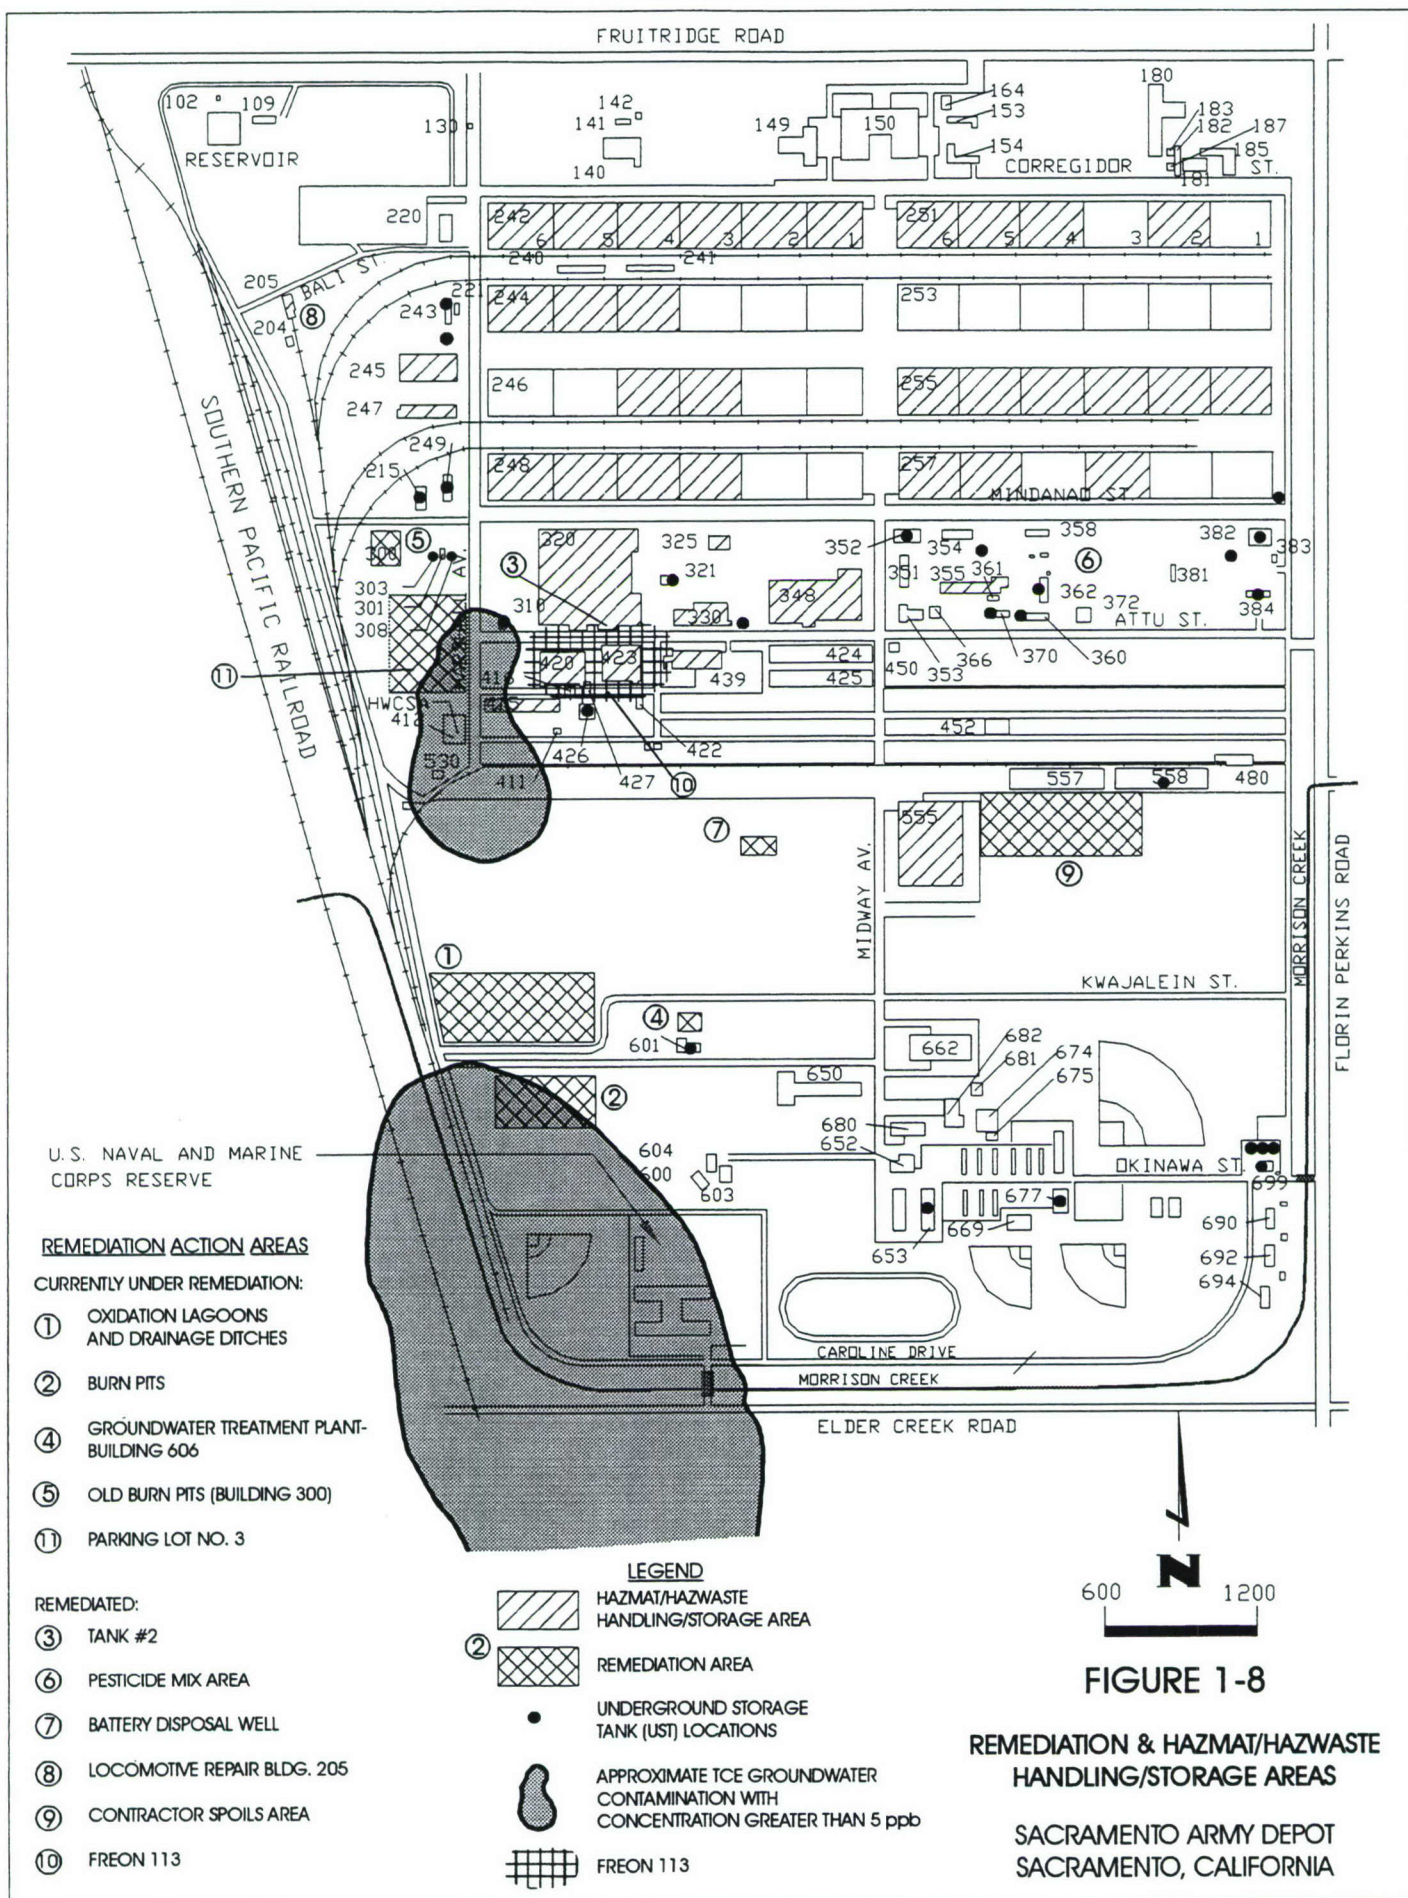 FRUITRIDGE ROAD
180
102
109
142
164
183
153
182
187
130
141
149
150
154
185
RESERVOIR
140
CORREGIDOR
ST.
181
220
242
6
5
4
3
2
1
251
6
5
4
3
2
1
240
241
BALI ST.
205
221
243
244
253
8
204
245
246
255
247
249
215
248
257
MINDANAO ST.
SOUTHERN PACIFIC RAILROAD
5
300
AV.
320
325
352
354
358
382
383
3
321
361
6
303
351
355
362
381
301
310
348
372
384
308
330
ATTU ST.
420
423
424
450
366
370
360
11
416
439
425
353
HWCSA
415
412
452
422
530
426
411
427
10
557
558
480
7
555
9
MIDWAY AV.
MORRISON CREEK
FLORIN PERKINS ROAD
1
KWAJALEIN ST.
4
682
601
662
674
681
650
675
2
680
604
652
OKINAWA ST.
U.S. NAVAL AND MARINE
CORPS RESERVE
600
603
677
699
669
690
653
692
694
CAROLINE DRIVE
MORRISON CREEK
ELDER CREEK ROAD
REMEDIATION ACTION AREAS
CURRENTLY UNDER REMEDIATION:
1 OXIDATION LAGOONS
AND DRAINAGE DITCHES
2 BURN PITS
4 GROUNDWATER TREATMENT PLANT-
BUILDING 606
5 OLD BURN PITS (BUILDING 300)
11 PARKING LOT NO. 3
REMEDIATED:
3 TANK #2
6 PESTICIDE MIX AREA
7 BATTERY DISPOSAL WELL
8 LOCOMOTIVE REPAIR BLDG. 205
9 CONTRACTOR SPOILS AREA
10 FREON 113
LEGEND
HAZMAT/HAZWASTE
HANDLING/STORAGE AREA
2
REMEDIATION AREA
UNDERGROUND STORAGE
TANK (UST) LOCATIONS
APPROXIMATE TCE GROUNDWATER
CONTAMINATION WITH
CONCENTRATION GREATER THAN 5 ppb
FREON 113
N
600 1200
FIGURE 1-8
REMEDIATION & HAZMAT/HAZWASTE
HANDLING/STORAGE AREAS
SACRAMENTO ARMY DEPOT
SACRAMENTO, CALIFORNIA